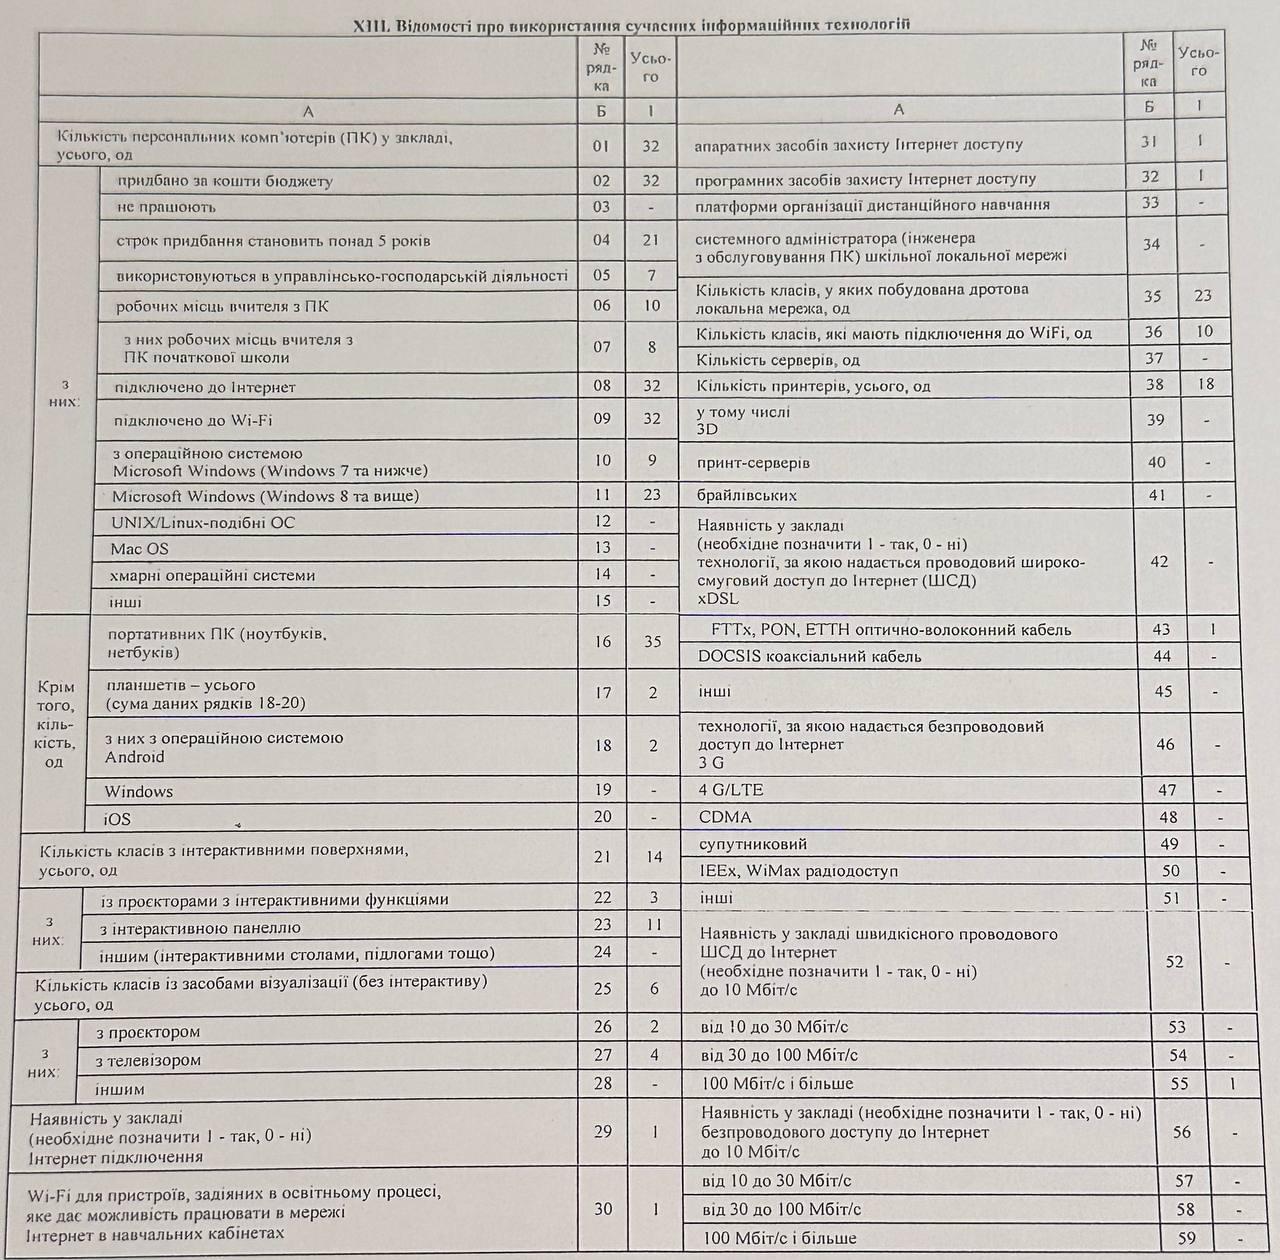 XIII. Відомості про використання сучасних інформаційних технологій
№ ряд-ка
Усьо-го
А
Б
1
Кількість персональних комп'ютерів (ПК) у закладі,
усього, од
01
32
з них:
придбано за кошти бюджету
02
32
не працюють
03
-
строк придбання становить понад 5 років
04
21
використовуються в управлінсько-господарській діяльності
05
7
робочих місць вчителя з ПК
06
10
з них робочих місць вчителя з
ПК початкової школи
07
8
підключено до Інтернет
08
32
підключено до Wi-Fi
09
32
з операційною системою
Microsoft Windows (Windows 7 та нижче)
10
9
Microsoft Windows (Windows 8 та вище)
11
23
UNIX/Linux-подібні ОС
12
-
Mac OS
13
-
хмарні операційні системи
14
-
інші
15
-
Крім
того,
кіль-
кість,
од
портативних ПК (ноутбуків,
нетбуків)
16
35
планшетів – усього
(сума даних рядків 18-20)
17
2
з них з операційною системою
Android
18
2
Windows
19
-
iOS
20
-
Кількість класів з інтерактивними поверхнями,
усього, од
21
14
з
них:
із проєкторами з інтерактивними функціями
22
3
з інтерактивною панеллю
23
11
іншим (інтерактивними столами, підлогами тощо)
24
-
Кількість класів із засобами візуалізації (без інтерактиву)
усього, од
25
6
з
них:
з проєктором
26
2
з телевізором
27
4
іншим
28
-
Наявність у закладі
(необхідне позначити 1 - так, 0 - ні)
Інтернет підключення
29
1
Wi-Fi для пристроїв, задіяних в освітньому процесі,
яке дає можливість працювати в мережі
Інтернет в навчальних кабінетах
30
1
№
ряд-
ка
Усьо-
го
А
Б
1
апаратних засобів захисту Інтернет доступу
31
1
програмних засобів захисту Інтернет доступу
32
1
платформи організації дистанційного навчання
33
-
системного адміністратора (інженера
з обслуговування ПК) шкільної локальної мережі
34
-
Кількість класів, у яких побудована дротова
локальна мережа, од
35
23
Кількість класів, які мають підключення до WiFi, од
36
10
Кількість серверів, од
37
-
Кількість принтерів, усього, од
38
18
у тому числі
3D
39
-
принт-серверів
40
-
брайлівських
41
-
Наявність у закладі
(необхідне позначити 1 - так, 0 - ні)
технології, за якою надається проводовий широко-
смуговий доступ до Інтернет (ШСД)
xDSL
42
-
FTTx, PON, ETTH оптично-волоконний кабель
43
1
DOCSIS коаксіальний кабель
44
-
інші
45
-
технології, за якою надається безпроводовий
доступ до Інтернет
3 G
46
-
4 G/LTE
47
-
CDMA
48
-
супутниковий
49
-
IEEx, WiMax радіодоступ
50
-
інші
51
-
Наявність у закладі швидкісного проводового
ШСД до Інтернет
(необхідне позначити 1 - так, 0 - ні)
до 10 Мбіт/с
52
-
від 10 до 30 Мбіт/с
53
-
від 30 до 100 Мбіт/с
54
-
100 Мбіт/с і більше
55
1
Наявність у закладі (необхідне позначити 1 - так, 0 - ні)
безпроводового доступу до Інтернет
до 10 Мбіт/с
56
-
від 10 до 30 Мбіт/с
57
-
від 30 до 100 Мбіт/с
58
-
100 Мбіт/с і більше
59
-